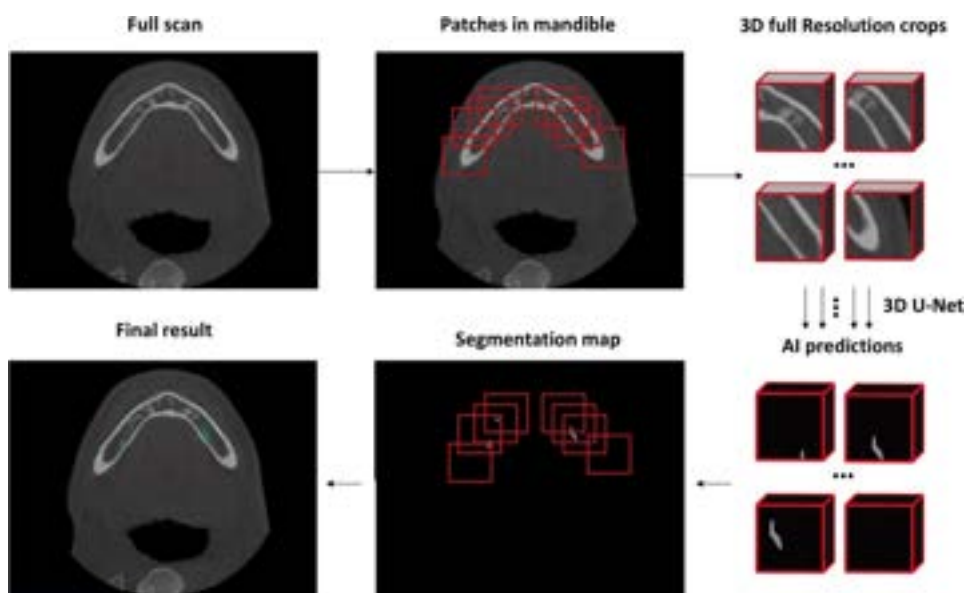 Full scan
Patches in mandible
3D full Resolution crops
...
3D U-Net
Final result
Segmentation map
AI predictions
...